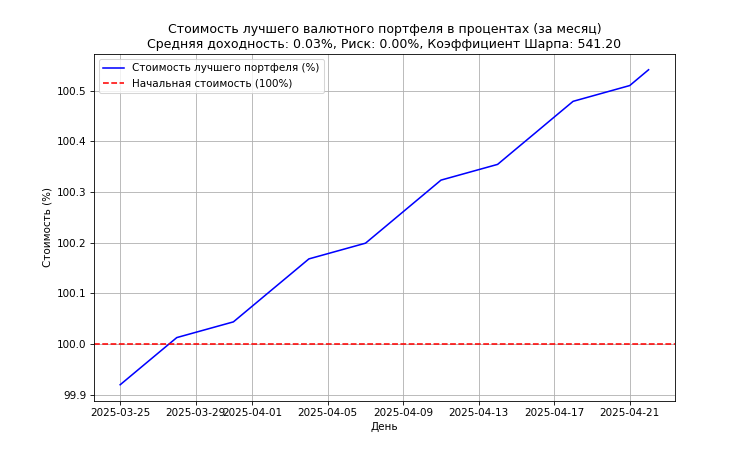 Стоимость лучшего валютного портфеля в процентах (за месяц)
Средняя доходность: 0.03%, Риск: 0.00%, Коэффициент Шарпа: 541.20
Стоимость лучшего портфеля (%)
Начальная стоимость (100%)
Стоимость (%)
100.5
100.4
100.3
100.2
100.1
100.0
99.9
2025-03-25 2025-03-29 2025-04-01 2025-04-05 2025-04-09 2025-04-13 2025-04-17 2025-04-21
День